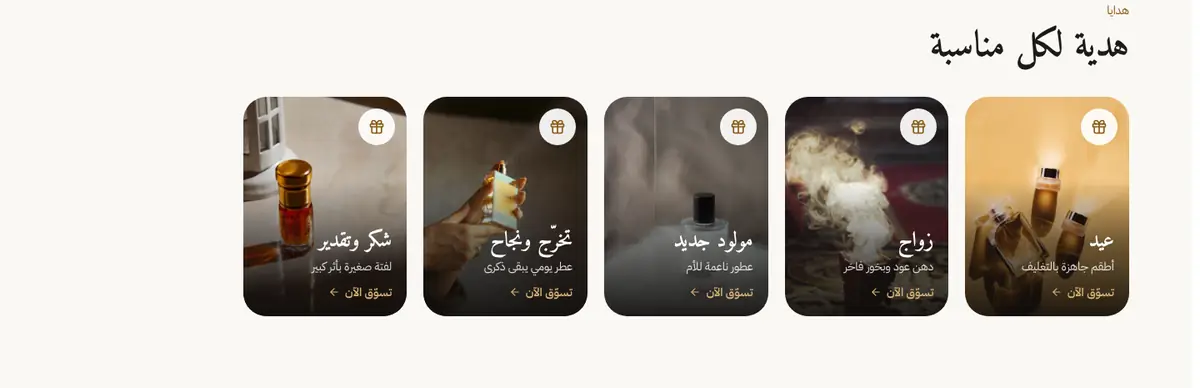 هدايا
هدية لكل مناسبة
عيد
أطقم جاهزة بالتغليف
تسوّق الآن ←
زواج
دهن عود وبخور فاخر
تسوّق الآن ←
مولود جديد
عطور ناعمة للأم
تسوّق الآن ←
تخرّج ونجاح
عطر يومي يبقى ذكرى
تسوّق الآن ←
شكر وتقدير
لفتة صغيرة بأثر كبير
تسوّق الآن ←